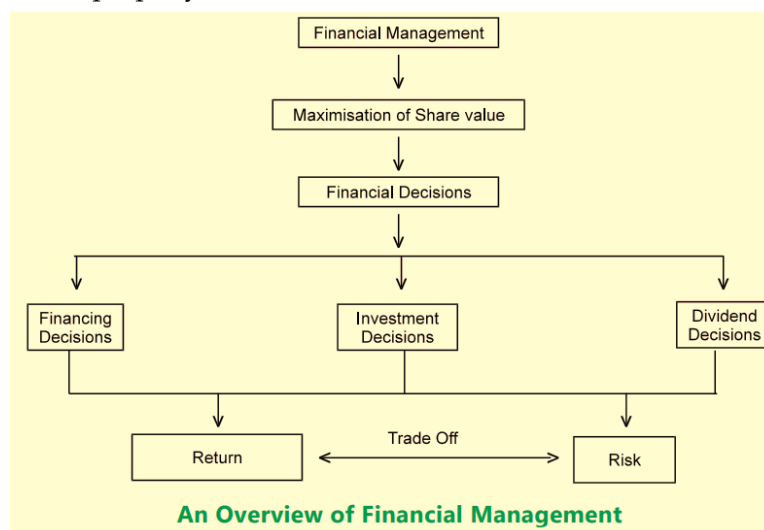 Financial Management
Maximisation of Share value
Financial Decisions
Financing
Decisions
Investment
Decisions
Dividend
Decisions
Return
Trade Off
Risk
An Overview of Financial Management